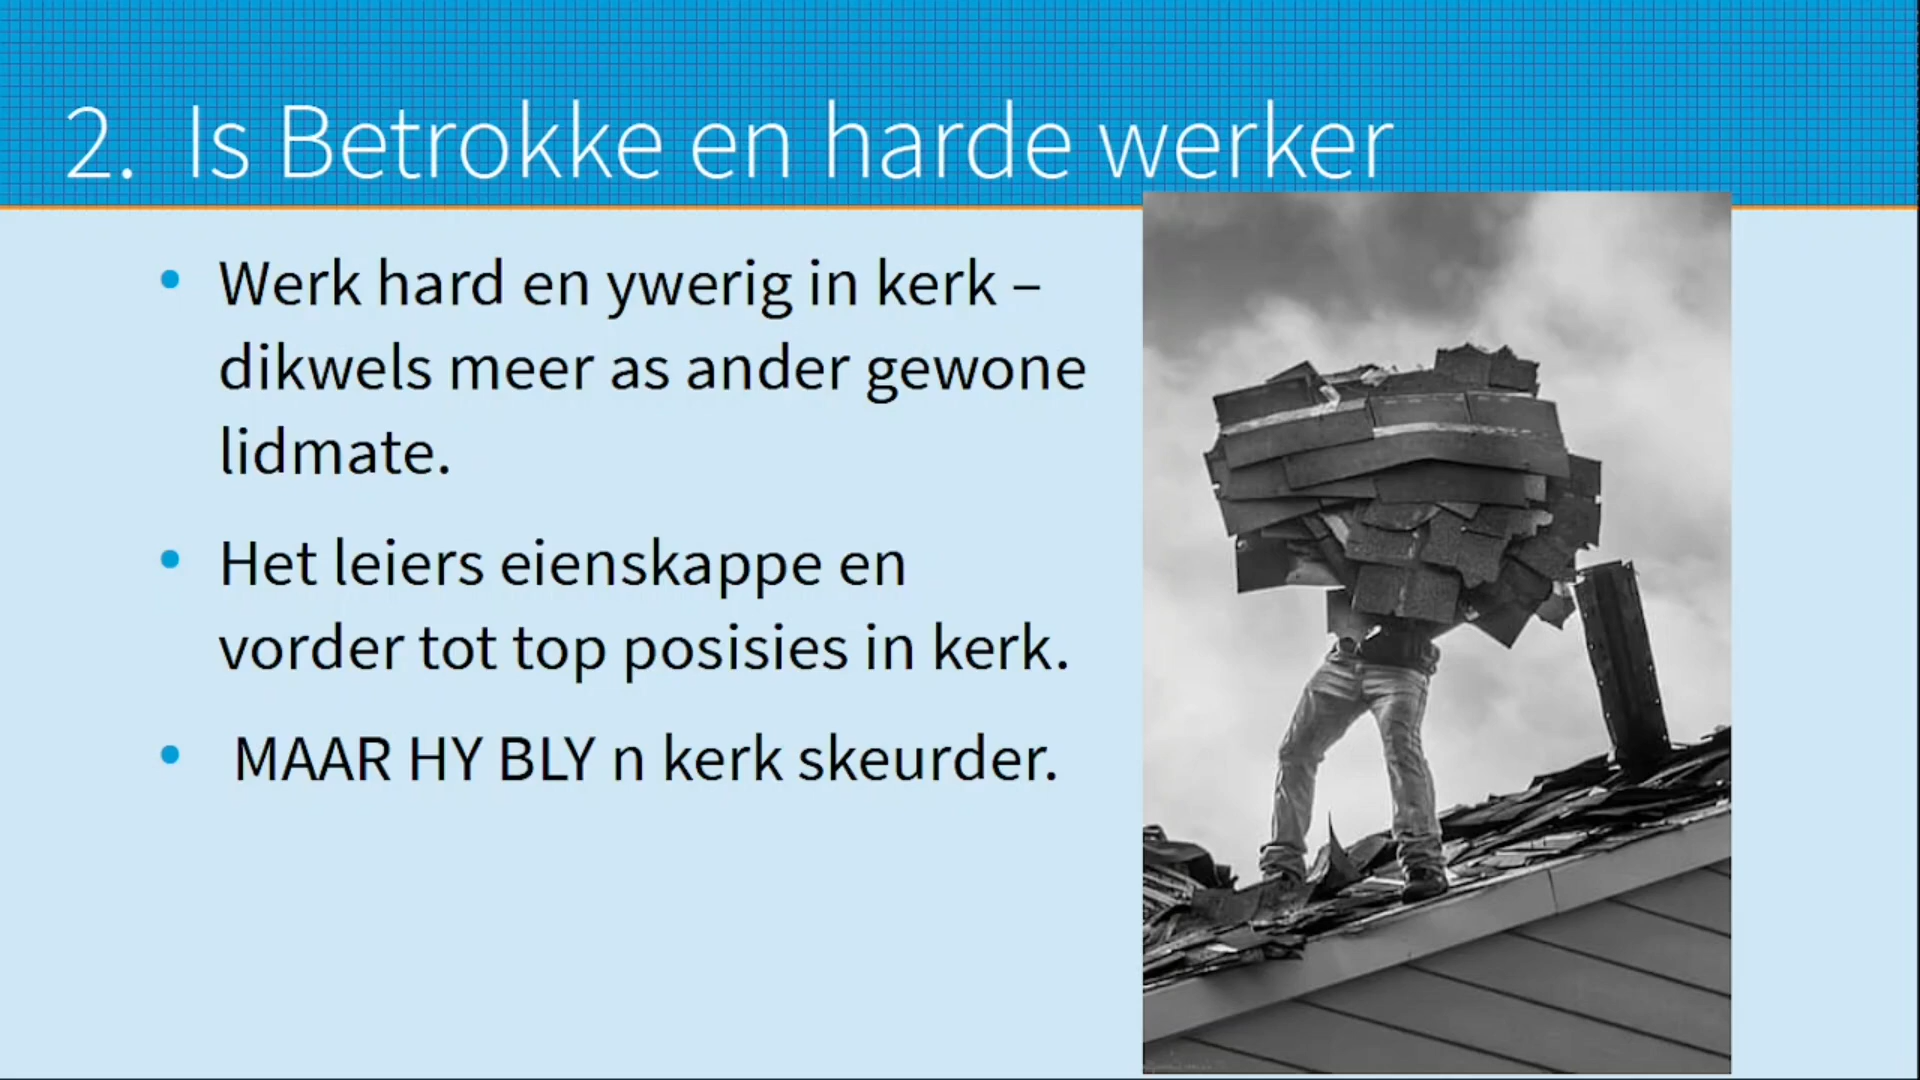 2. Is Betrokke en harde werker
• Werk hard en ywerig in kerk –
dikwels meer as ander gewone
lidmate.
• Het leiers eienskappe en
vorder tot top posisies in kerk.
• MAAR HY BLY n kerk skeurder.